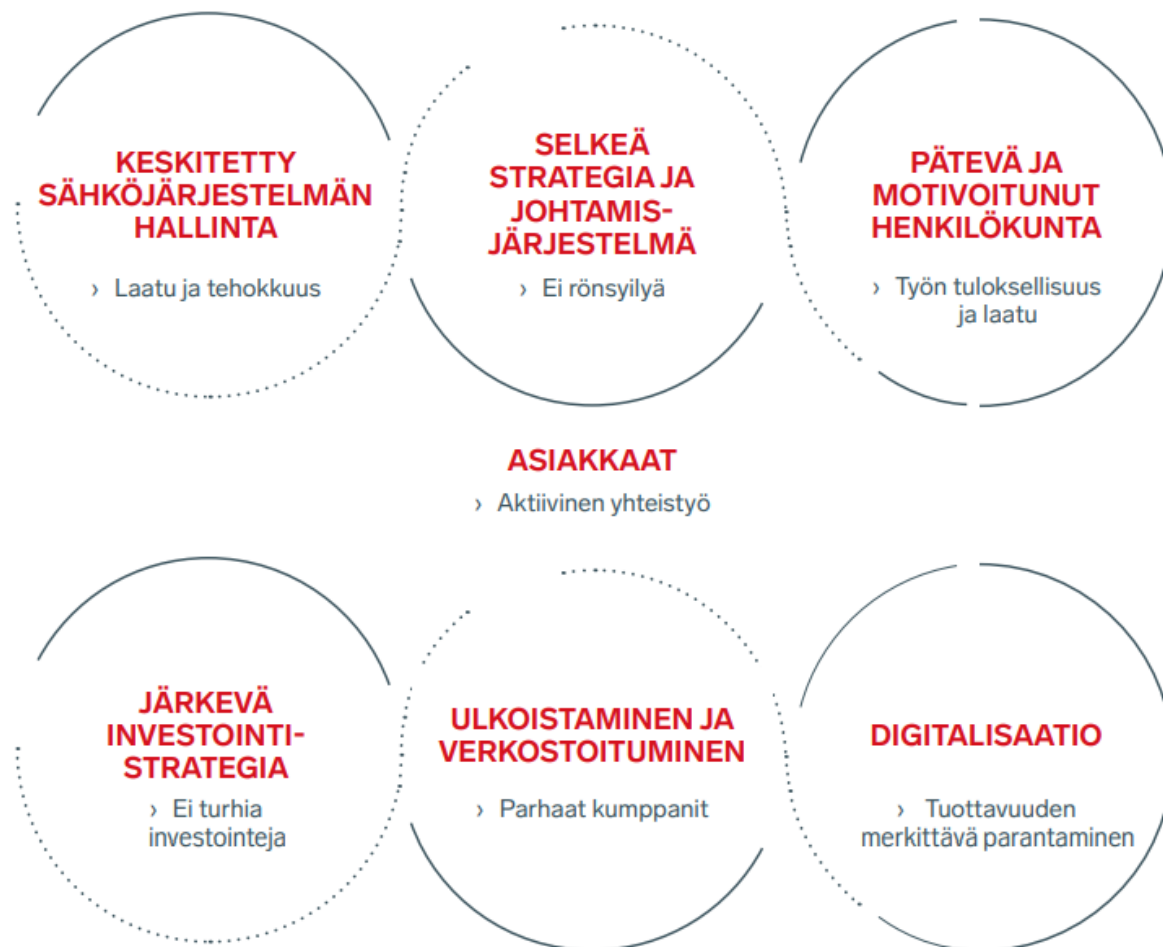 KESKITETTY
SÄHKÖJÄRJESTELMÄN
HALLINTA
› Laatu ja tehokkuus
SELKEÄ
STRATEGIA JA
JOHTAMIS-
JÄRJESTELMÄ
› Ei rönsyilyä
PÄTEVÄ JA
MOTIVOITUNUT
HENKILÖKUNTA
› Työn tuloksellisuus
ja laatu
ASIAKKAAT
› Aktiivinen yhteistyö
JÄRKEVÄ
INVESTOINTI-
STRATEGIA
› Ei turhia
investointeja
ULKOISTAMINEN JA
VERKOSTOITUMINEN
› Parhaat kumppanit
DIGITALISAATIO
› Tuottavuuden
merkittävä parantaminen